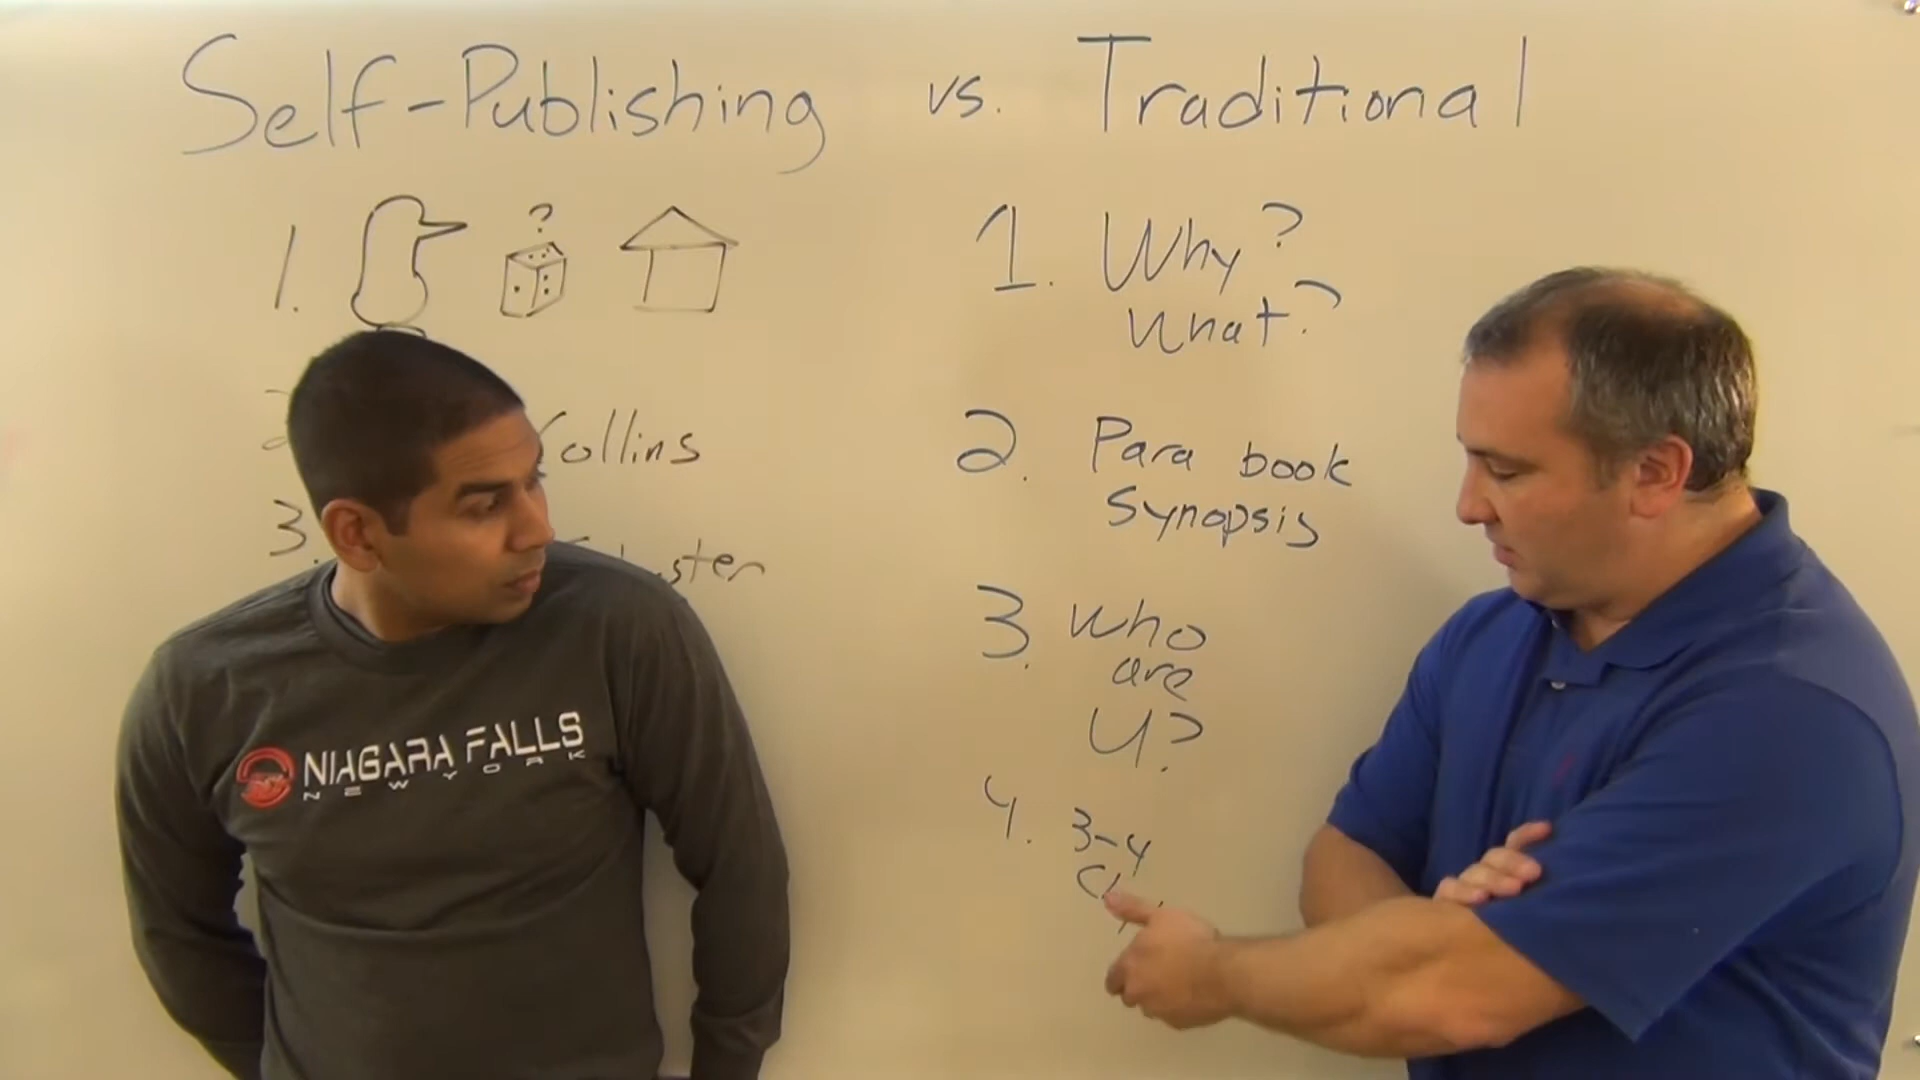 Self-Publishing vs. Traditional
1.
?
Collins
3.
ster
1. Why?
What?
2. Para book
Synopsis
3. Who
are
U?
4. 3-4
NIAGARA FALLS
NEW YORK